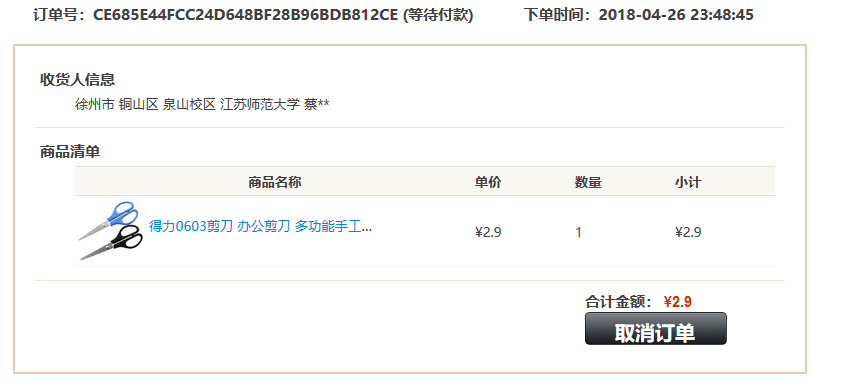 订单号：CE685E44FCC24D648BF28B96BDB812CE (等待付款) 下单时间：2018-04-26 23:48:45
收货人信息
徐州市 铜山区 泉山校区 江苏师范大学 蔡**
商品清单
商品名称 单价 数量 小计
得力0603剪刀 办公剪刀 多功能手工... ¥2.9 1 ¥2.9
合计金额： ¥2.9
取消订单